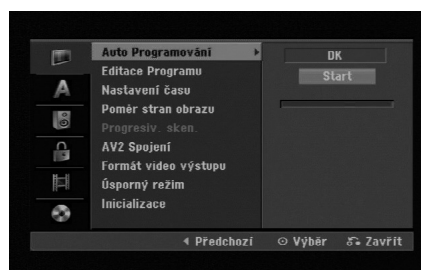 Auto Programování
Editace Programu
Nastavení času
Poměr stran obrazu
Progresiv. sken.
AV2 Spojení
Formát video výstupu
Úsporný režim
Inicializace
DK
Start
A
Předchozí
Výběr
Zavřít